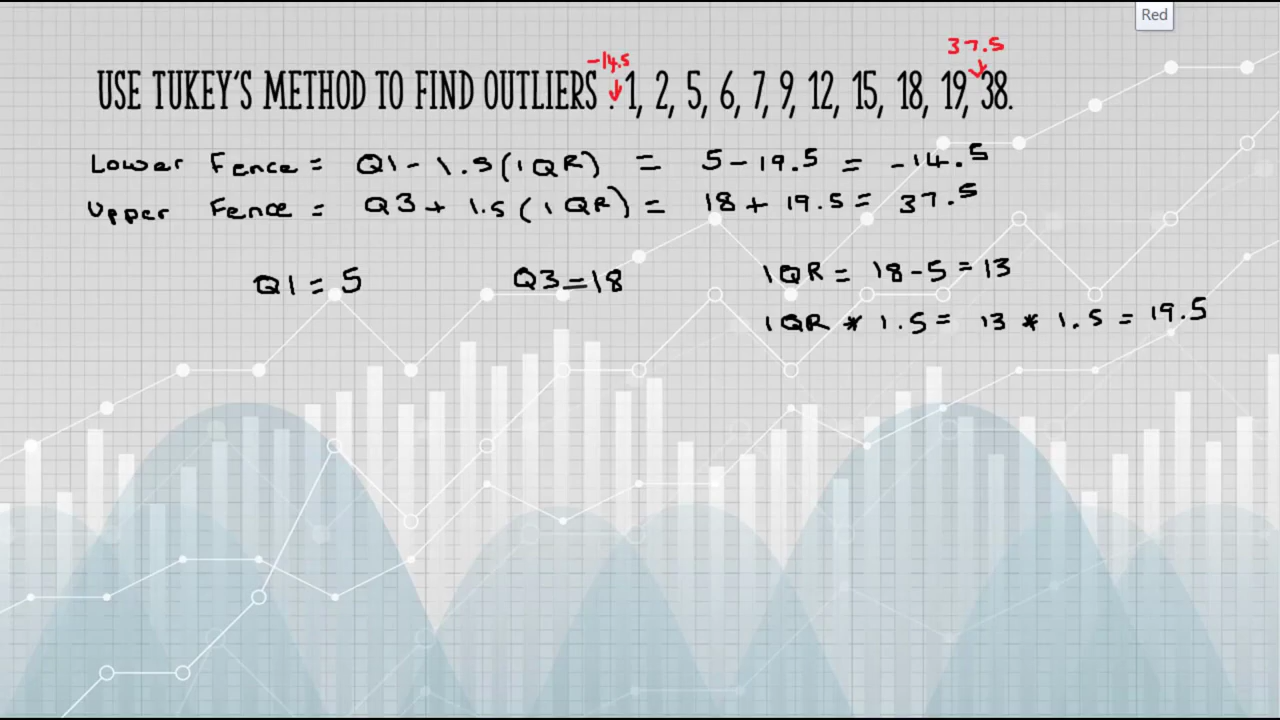 Red
-14.5 37.5
USE TUKEY'S METHOD TO FIND OUTLIERS : 1, 2, 5, 6, 7, 9, 12, 15, 18, 19, 38.
Lower Fence = Q1 - 1.5 (IQR) = 5 - 19.5 = -14.5
Upper Fence = Q3 + 1.5 (IQR) = 18 + 19.5 = 37.5
Q1 = 5 Q3 = 18 IQR = 18 - 5 = 13
IQR * 1.5 = 13 * 1.5 = 19.5